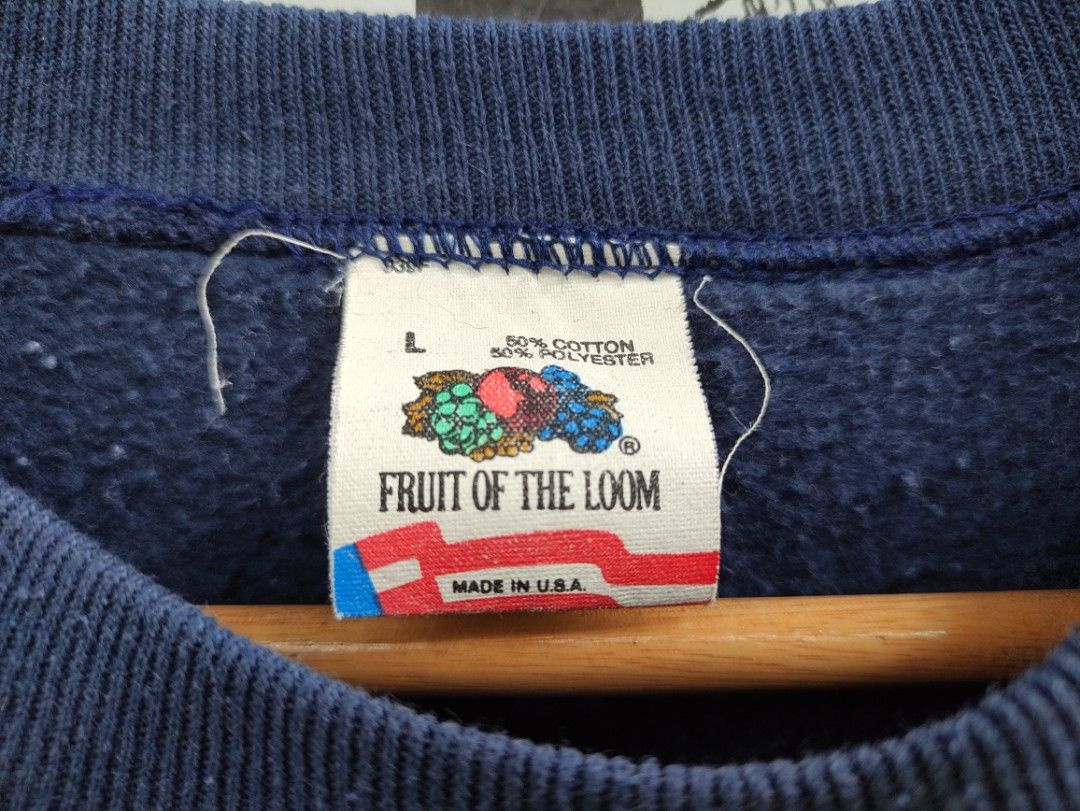 L
50% COTTON
50% POLYESTER
®
FRUIT OF THE LOOM
MADE IN U.S.A.